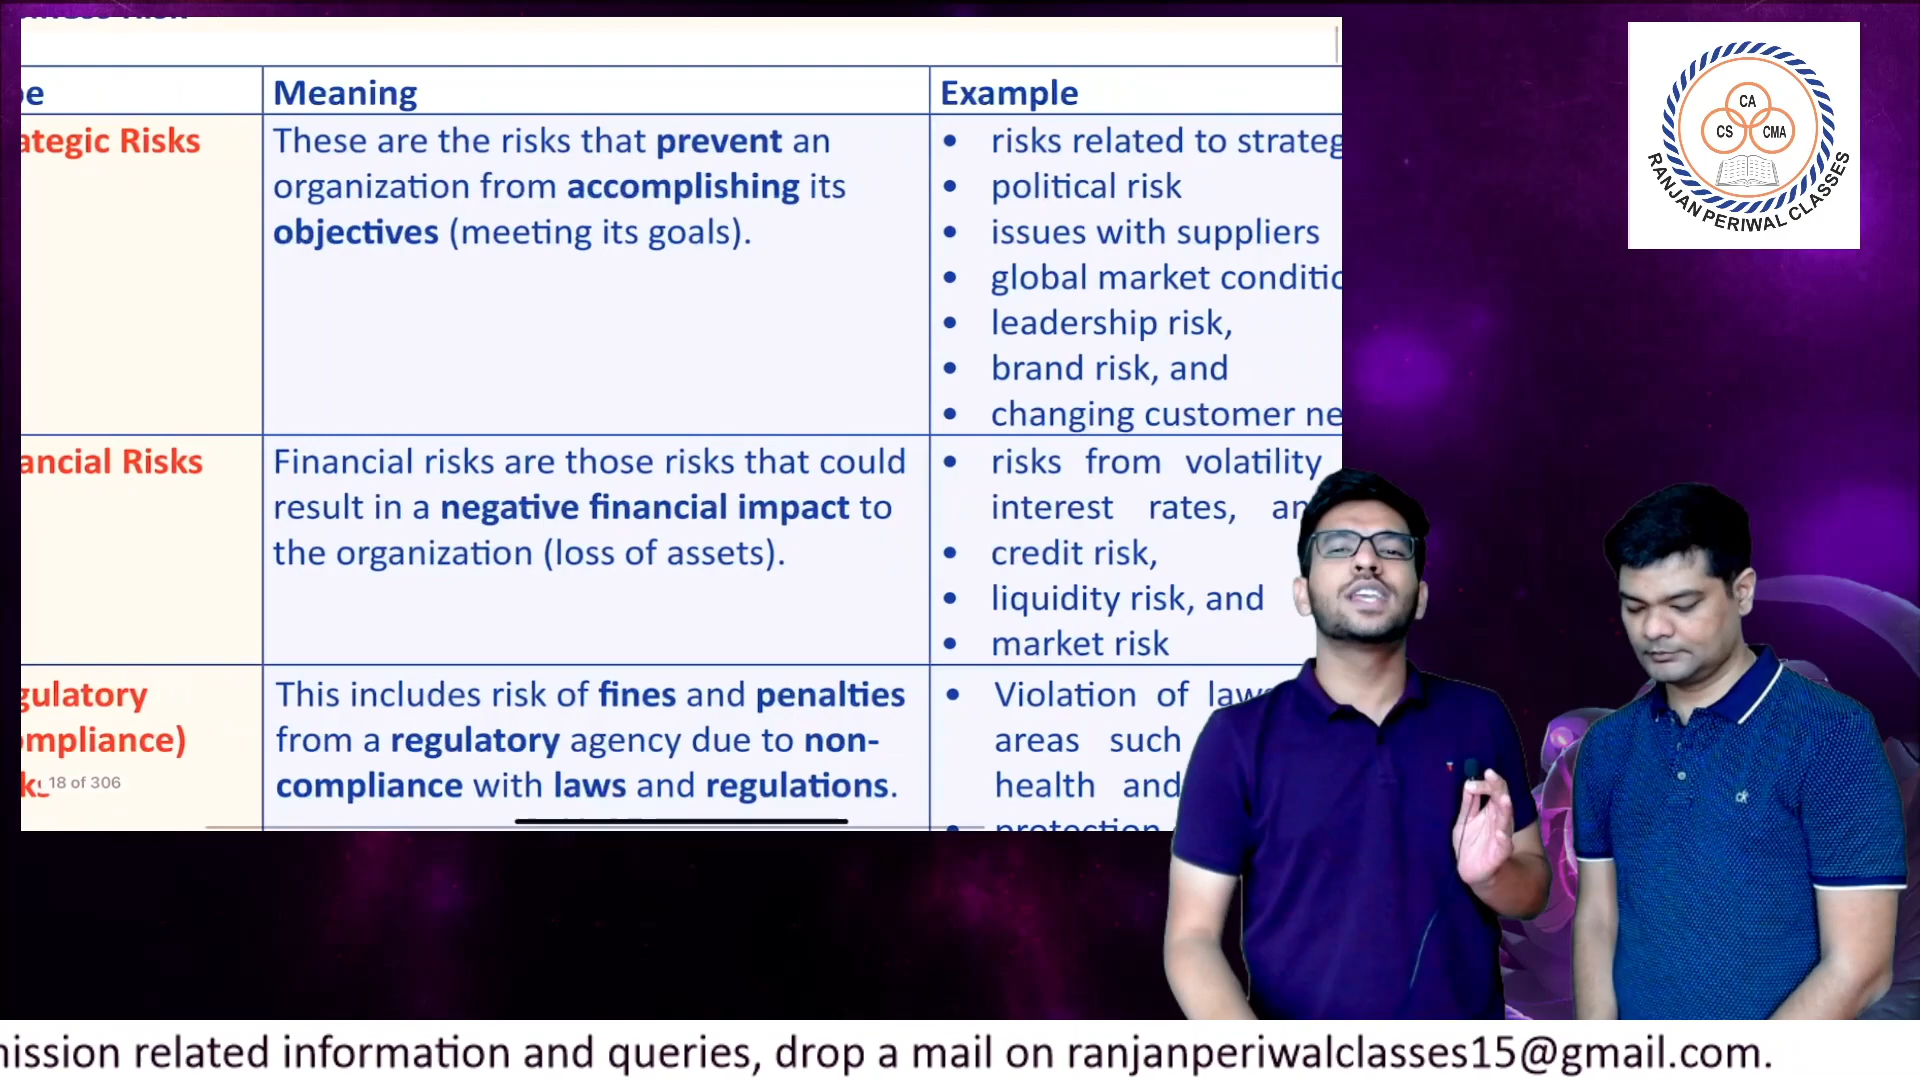 Meaning
Example
ategic Risks
These are the risks that prevent an
organization from accomplishing its
objectives (meeting its goals).
• risks related to strateg
• political risk
• issues with suppliers
• global market conditio
• leadership risk,
• brand risk, and
• changing customer ne
ancial Risks
Financial risks are those risks that could
result in a negative financial impact to
the organization (loss of assets).
• risks from volatility
interest rates, an
• credit risk,
• liquidity risk, and
• market risk
gulatory
ompliance)
18 of 306
This includes risk of fines and penalties
from a regulatory agency due to non-
compliance with laws and regulations.
• Violation of laws
areas such
health and
• protection
CA
CS CMA
RANJAN PERIWAL CLASSES
nission related information and queries, drop a mail on ranjanperiwalclasses15@gmail.com.